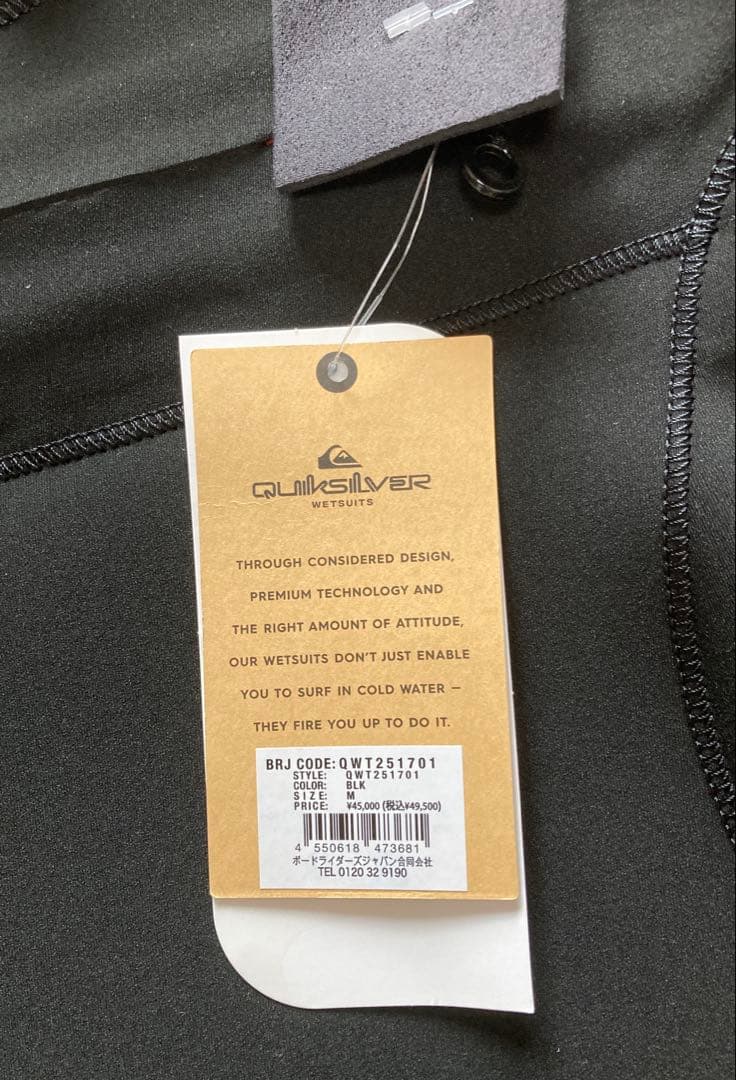 QUIKSILVER
WETSUITS
THROUGH CONSIDERED DESIGN,
PREMIUM TECHNOLOGY AND
THE RIGHT AMOUNT OF ATTITUDE,
OUR WETSUITS DON'T JUST ENABLE
YOU TO SURF IN COLD WATER —
THEY FIRE YOU UP TO DO IT.
BRJ CODE: QWT251701
STYLE: QWT251701
COLOR: BLK
SIZE: M
PRICE: ¥45,000 (税込¥49,500)
4 550618 473681
ボードライダーズジャパン合同会社
TEL 0120 32 9190